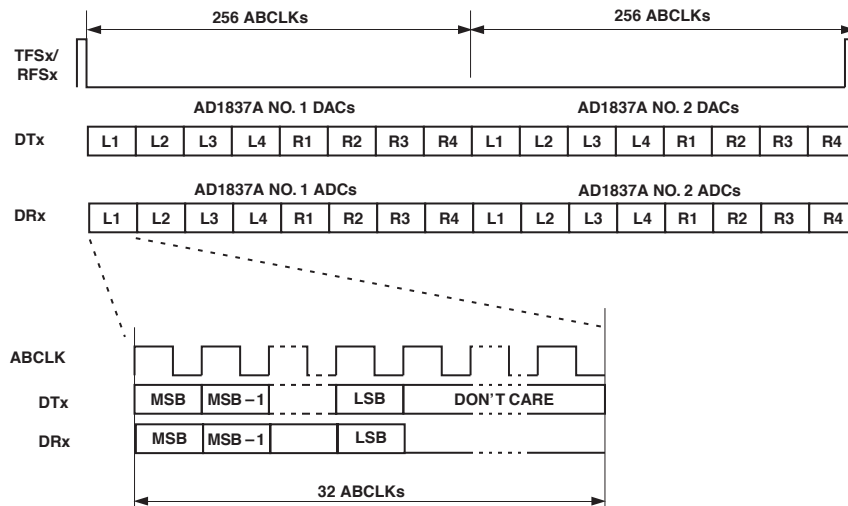 256 ABCLKs 256 ABCLKs
TFSx/
RFSx
AD1837A NO. 1 DACs AD1837A NO. 2 DACs
DTx L1 L2 L3 L4 R1 R2 R3 R4 L1 L2 L3 L4 R1 R2 R3 R4
AD1837A NO. 1 ADCs AD1837A NO. 2 ADCs
DRx L1 L2 L3 L4 R1 R2 R3 R4 L1 L2 L3 L4 R1 R2 R3 R4
ABCLK
DTx MSB MSB – 1 LSB DON'T CARE
DRx MSB MSB – 1 LSB
32 ABCLKs